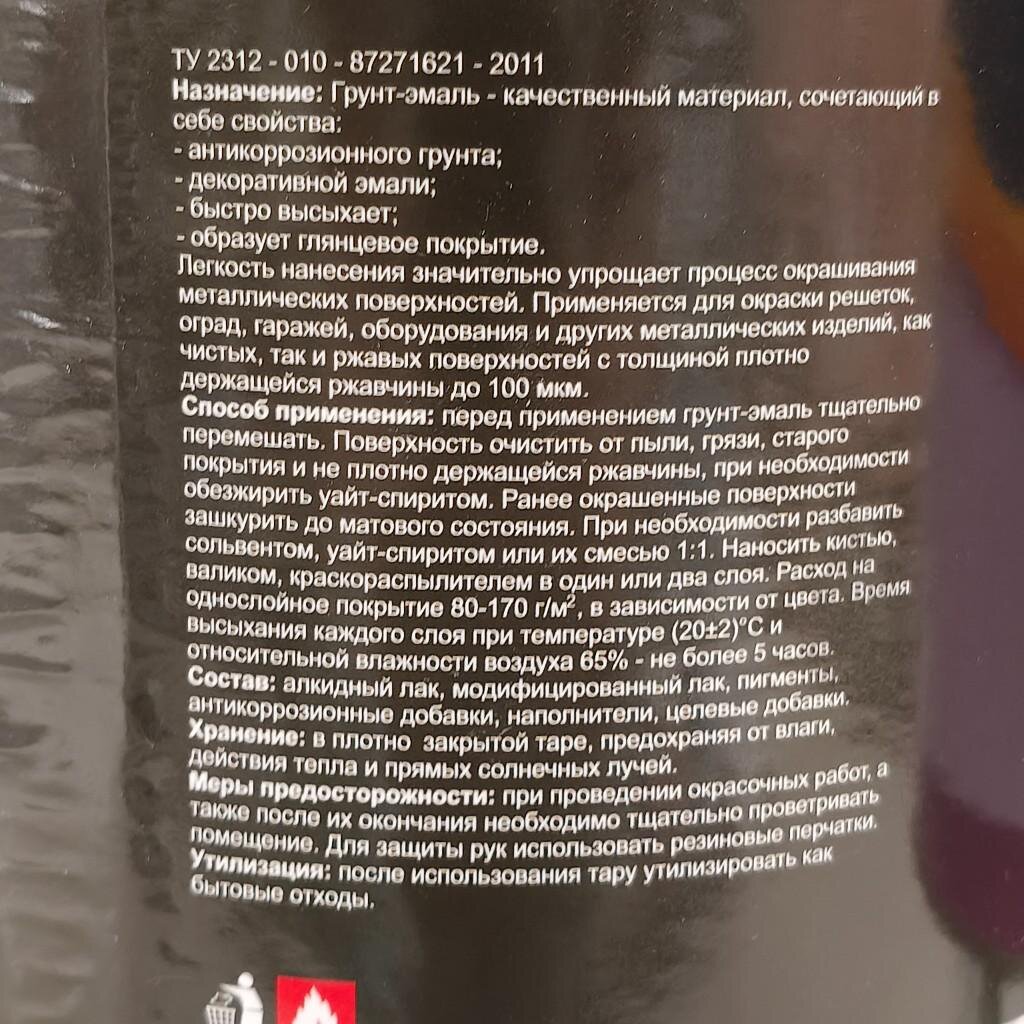 ТУ 2312 - 010 - 87271621 - 2011
Назначение: Грунт-эмаль - качественный материал, сочетающий в
себе свойства:
- антикоррозионного грунта;
- декоративной эмали;
- быстро высыхает;
- образует глянцевое покрытие.
Легкость нанесения значительно упрощает процесс окрашивания
металлических поверхностей. Применяется для окраски решеток,
оград, гаражей, оборудования и других металлических изделий, как
чистых, так и ржавых поверхностей с толщиной плотно
держащейся ржавчины до 100 мкм.
Способ применения: перед применением грунт-эмаль тщательно
перемешать. Поверхность очистить от пыли, грязи, старого
покрытия и не плотно держащейся ржавчины, при необходимости
обезжирить уайт-спиритом. Ранее окрашенные поверхности
зашкурить до матового состояния. При необходимости разбавить
сольвентом, уайт-спиритом или их смесью 1:1. Наносить кистью,
валиком, краскораспылителем в один или два слоя. Расход на
однослойное покрытие 80-170 г/м², в зависимости от цвета. Время
высыхания каждого слоя при температуре (20±2)°С и
относительной влажности воздуха 65% - не более 5 часов.
Состав: алкидный лак, модифицированный лак, пигменты,
антикоррозионные добавки, наполнители, целевые добавки.
Хранение: в плотно закрытой таре, предохраняя от влаги,
действия тепла и прямых солнечных лучей.
Меры предосторожности: при проведении окрасочных работ, а
также после их окончания необходимо тщательно проветривать
помещение. Для защиты рук использовать резиновые перчатки.
Утилизация: после использования тару утилизировать как
бытовые отходы.